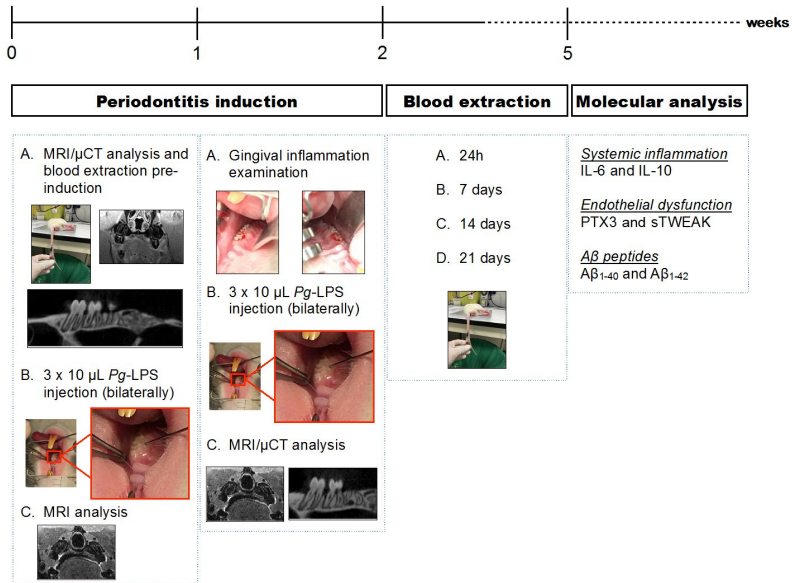 weeks
0 1 2 5
Periodontitis induction
Blood extraction
Molecular analysis
A. MRI/µCT analysis and
blood extraction pre-
induction
B. 3 x 10 µL Pg-LPS
injection (bilaterally)
C. MRI analysis
A. Gingival inflammation
examination
B. 3 x 10 µL Pg-LPS
injection (bilaterally)
C. MRI/µCT analysis
A. 24h
B. 7 days
C. 14 days
D. 21 days
Systemic inflammation
IL-6 and IL-10
Endothelial dysfunction
PTX3 and sTWEAK
Aβ peptides
Aβ1-40 and Aβ1-42